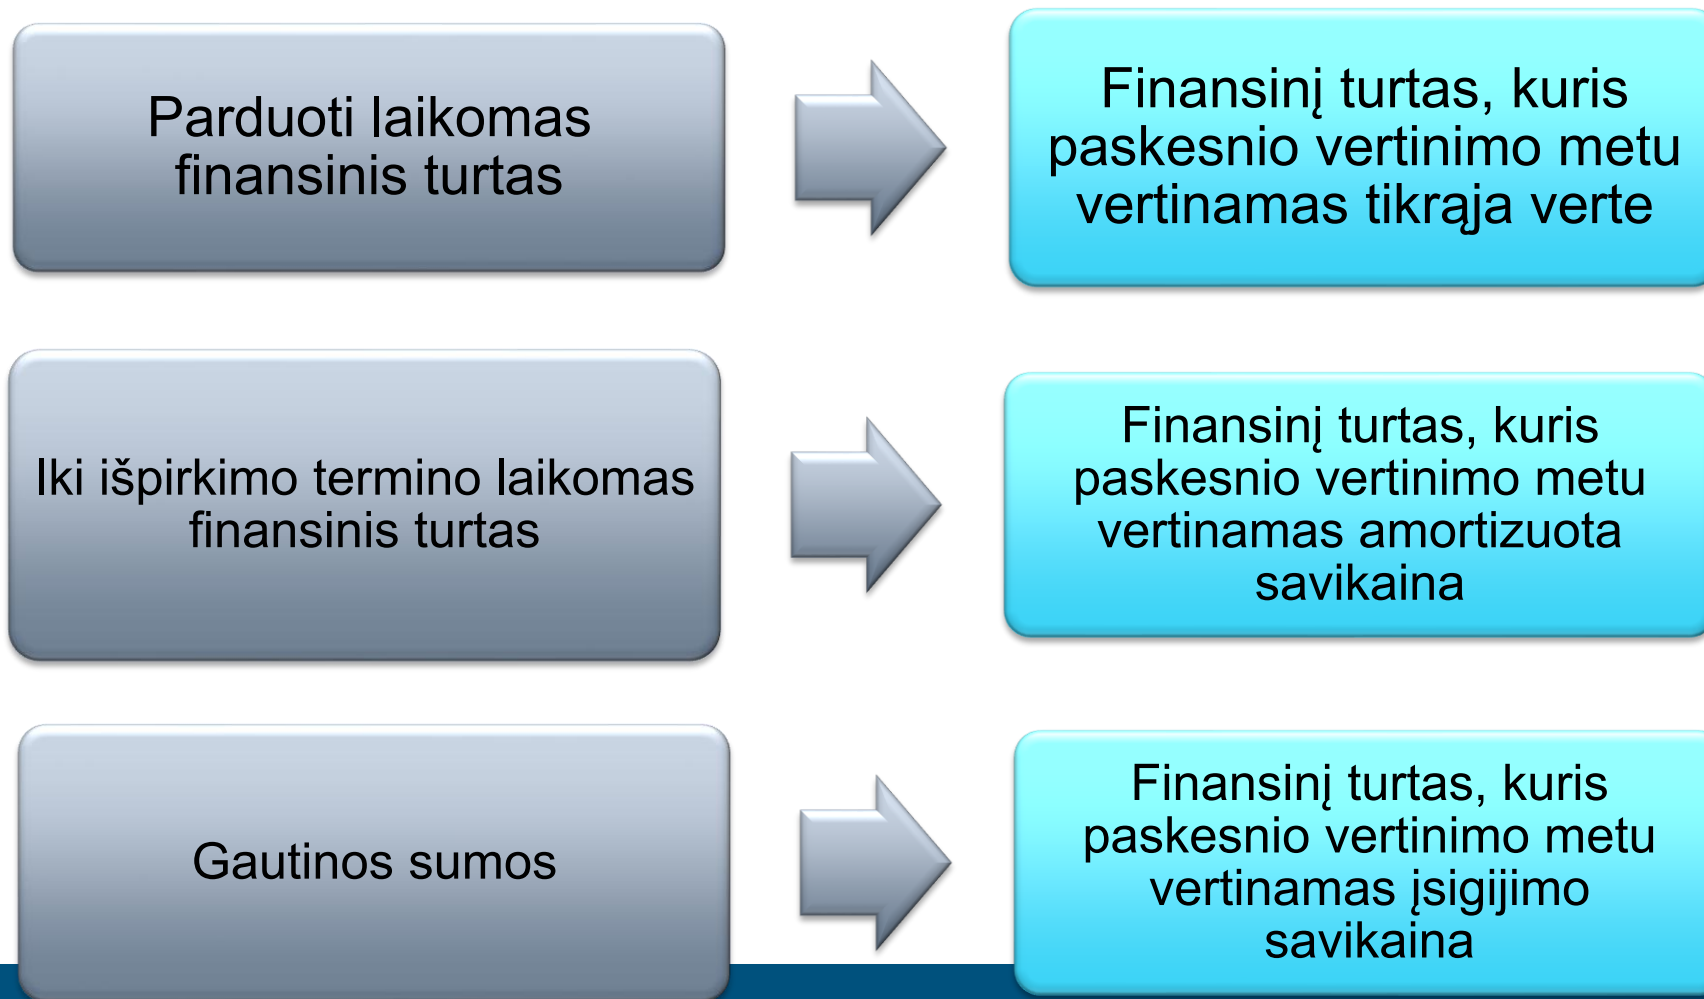 Parduoti laikomas
finansinis turtas
Finansinį turtas, kuris
paskesnio vertinimo metu
vertinamas tikrąja verte
Iki išpirkimo termino laikomas
finansinis turtas
Finansinį turtas, kuris
paskesnio vertinimo metu
vertinamas amortizuota
savikaina
Gautinos sumos
Finansinį turtas, kuris
paskesnio vertinimo metu
vertinamas įsigijimo
savikaina